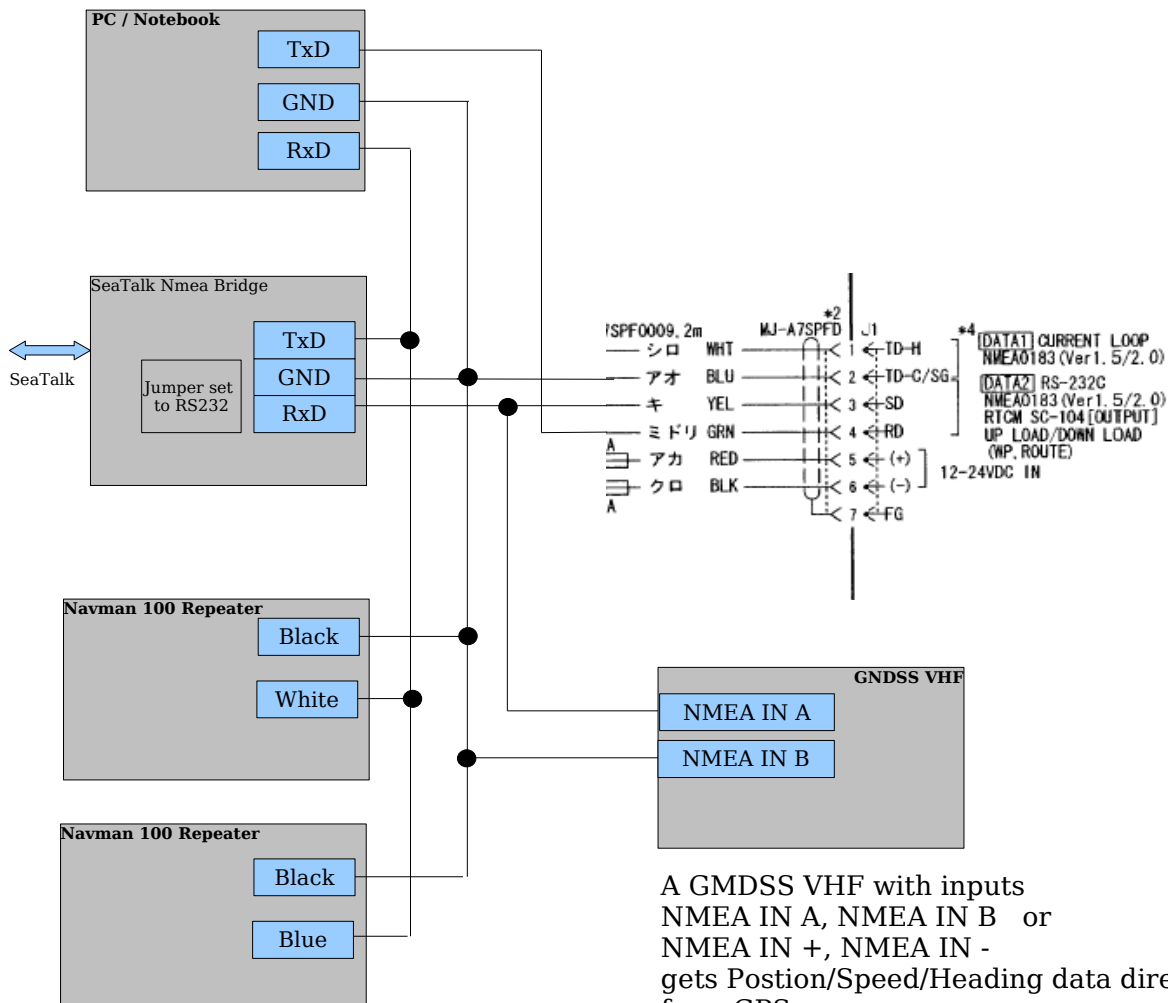 PC / Notebook
TxD
GND
RxD
SeaTalk Nmea Bridge
TxD
GND
RxD
Jumper set
to RS232
SeaTalk
7SPF0009.2m
*2
MJ-A7SPFD
J1
シロ WHT 1 TD-H
アオ BLU 2 TD-C/SG
キ YEL 3 SD
ミドリ GRN 4 RD
A
アカ RED 5 (+)
クロ BLK 6 (-)
A
7 FG
12-24VDC IN
*4
DATA1 CURRENT LOOP
NMEA0183(Ver1.5/2.0)
DATA2 RS-232C
NMEA0183(Ver1.5/2.0)
RTCM SC-104[OUTPUT]
UP LOAD/DOWN LOAD
(WP,ROUTE)
Navman 100 Repeater
Black
White
GNDSS VHF
NMEA IN A
NMEA IN B
Navman 100 Repeater
Black
Blue
A GMDSS VHF with inputs
NMEA IN A, NMEA IN B or
NMEA IN +, NMEA IN -
gets Postion/Speed/Heading data dire